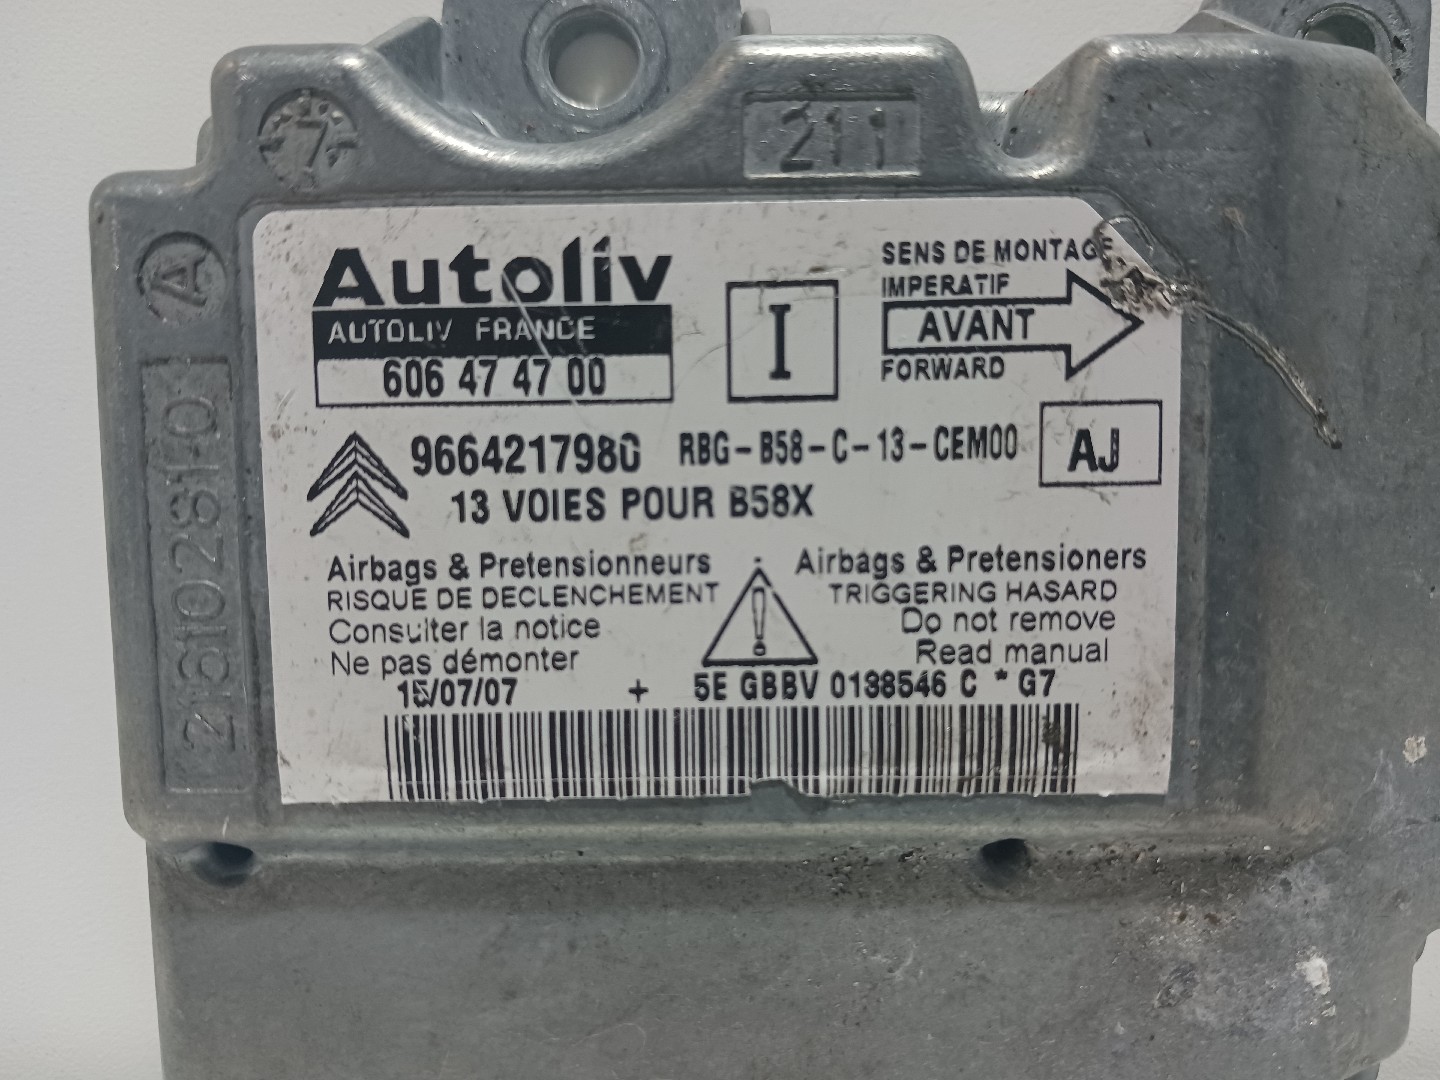 7
211
A
21610281-0
Autoliv
AUTOLIV FRANCE
606 47 47 00
I
SENS DE MONTAGE
IMPERATIF
AVANT
FORWARD
9664217980 RBG-B58-C-13-CEM00 AJ
13 VOIES POUR B58X
Airbags & Pretensionneurs
RISQUE DE DECLENCHEMENT
Consulter la notice
Ne pas démonter
Airbags & Pretensioners
TRIGGERING HASARD
Do not remove
Read manual
15/07/07 + 5E GBBV 0138546 C * G7